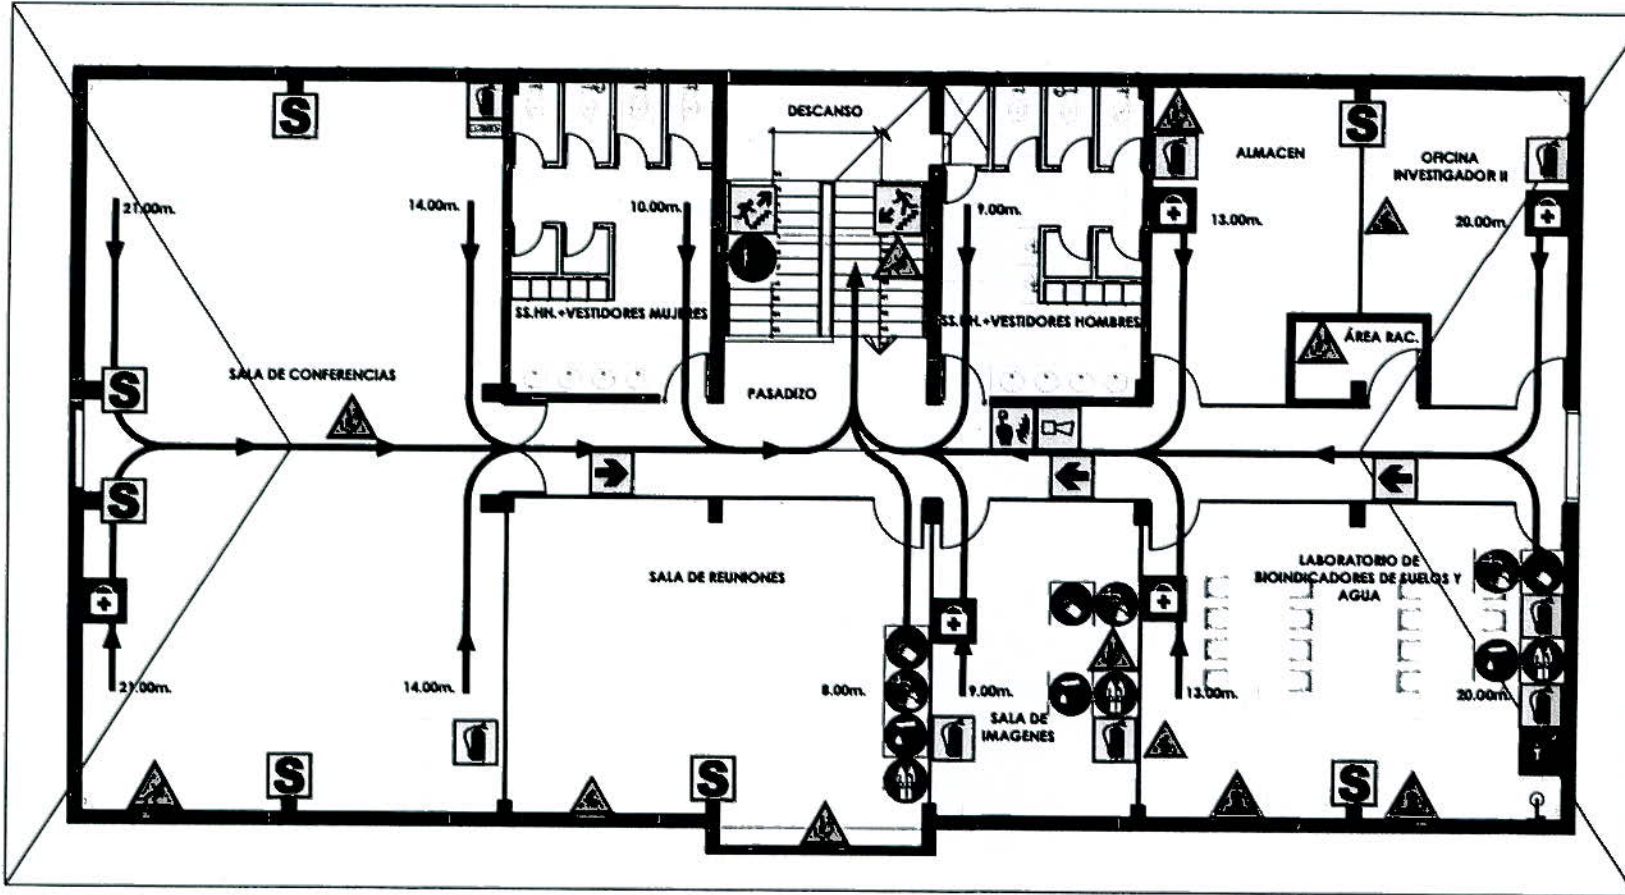 DESCANSO
ALMACEN
OFICINA
INVESTIGADOR II
S
S
21.00m.
14.00m.
10.00m.
9.00m.
13.00m.
20.00m.
SS.HH.+VESTIDORES MUJERES
SS.HH.+VESTIDORES HOMBRES
ÁREA RAC.
SALA DE CONFERENCIAS
S
PASADIZO
S
SALA DE REUNIONES
LABORATORIO DE
BIOINDICADORES DE SUELOS Y
AGUA
21.00m.
14.00m.
8.00m.
9.00m.
13.00m.
20.00m.
SALA DE
IMAGENES
S
S
S